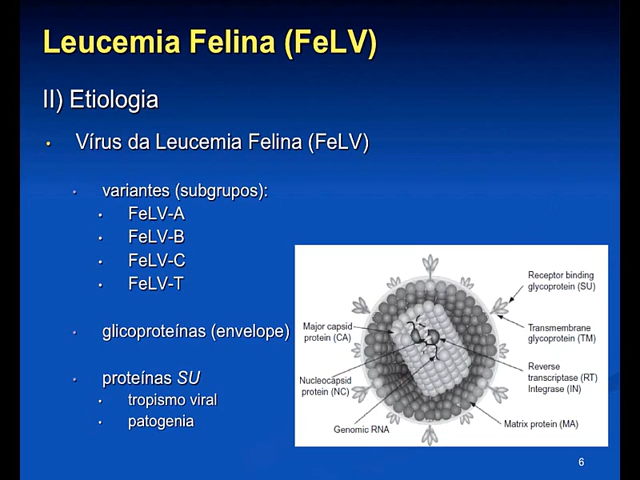 Leucemia Felina (FeLV)
II) Etiologia
• Vírus da Leucemia Felina (FeLV)
• variantes (subgrupos):
• FeLV-A
• FeLV-B
• FeLV-C
• FeLV-T
• glicoproteínas (envelope)
• proteínas SU
• tropismo viral
• patogenia
Receptor binding
glycoprotein (SU)
Major capsid
protein (CA)
Transmembrane
glycoprotein (TM)
Reverse
transcriptase (RT)
Integrase (IN)
Nucleocapsid
protein (NC)
Genomic RNA
Matrix protein (MA)
6